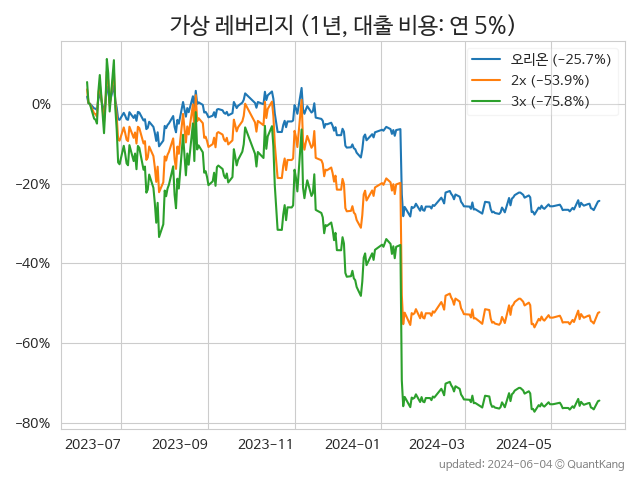 가상 레버리지 (1년, 대출 비용: 연 5%)
오리온 (−25.7%)
2x (−53.9%)
3x (−75.8%)
0%
−20%
−40%
−60%
−80%
2023-07 2023-09 2023-11 2024-01 2024-03 2024-05
updated: 2024-06-04 © QuantKang